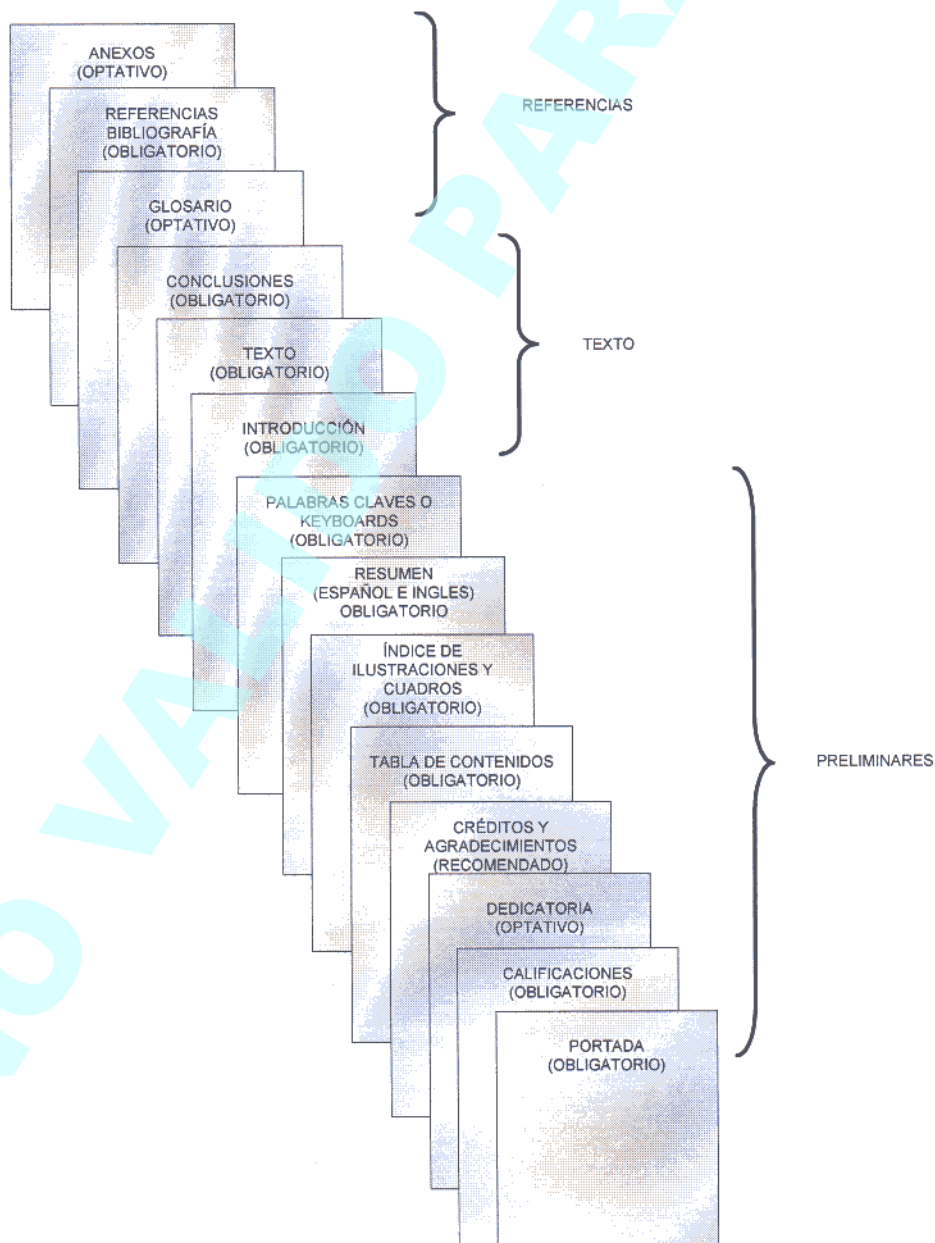 ANEXOS
(OPTATIVO)
REFERENCIAS
BIBLIOGRAFÍA
(OBLIGATORIO)
REFERENCIAS
GLOSARIO
(OPTATIVO)
CONCLUSIONES
(OBLIGATORIO)
TEXTO
(OBLIGATORIO)
TEXTO
INTRODUCCIÓN
(OBLIGATORIO)
PALABRAS CLAVES O
KEYBOARDS
(OBLIGATORIO)
RESUMEN
(ESPAÑOL E INGLES)
OBLIGATORIO
ÍNDICE DE
ILUSTRACIONES Y
CUADROS
(OBLIGATORIO)
TABLA DE CONTENIDOS
(OBLIGATORIO)
PRELIMINARES
CRÉDITOS Y
AGRADECIMIENTOS
(RECOMENDADO)
DEDICATORIA
(OPTATIVO)
CALIFICACIONES
(OBLIGATORIO)
PORTADA
(OBLIGATORIO)
VALIDO